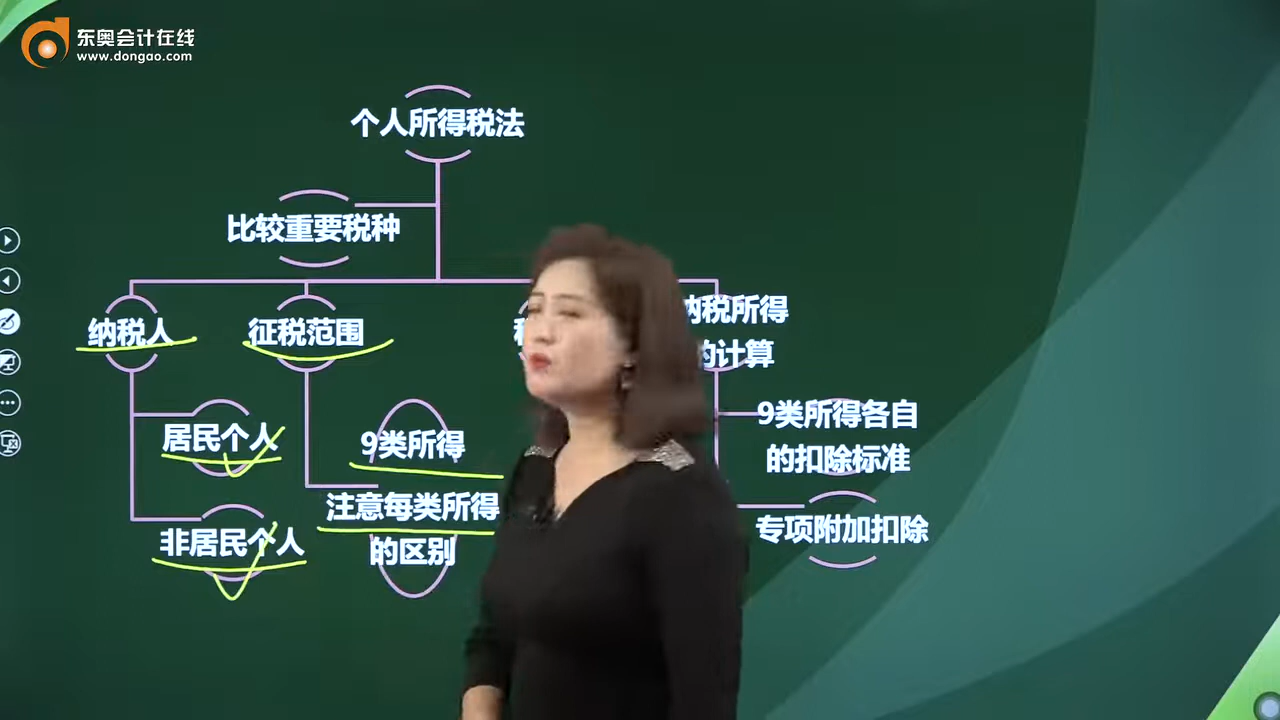 东奥会计在线
www.dongao.com
个人所得税法
比较重要税种
纳税人
征税范围
纳税所得
的计算
居民个人
9类所得
9类所得各自
的扣除标准
注意每类所得
的区别
非居民个人
专项附加扣除